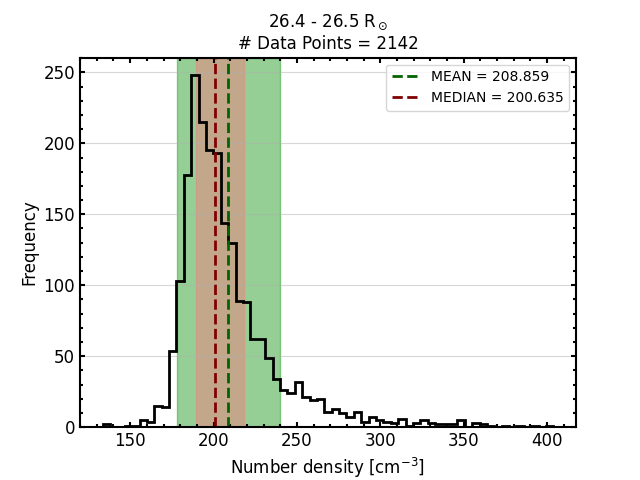 26.4 - 26.5 R☉
# Data Points = 2142
MEAN = 208.859
MEDIAN = 200.635
Frequency
250
200
150
100
50
0
150 200 250 300 350 400
Number density [cm⁻³]